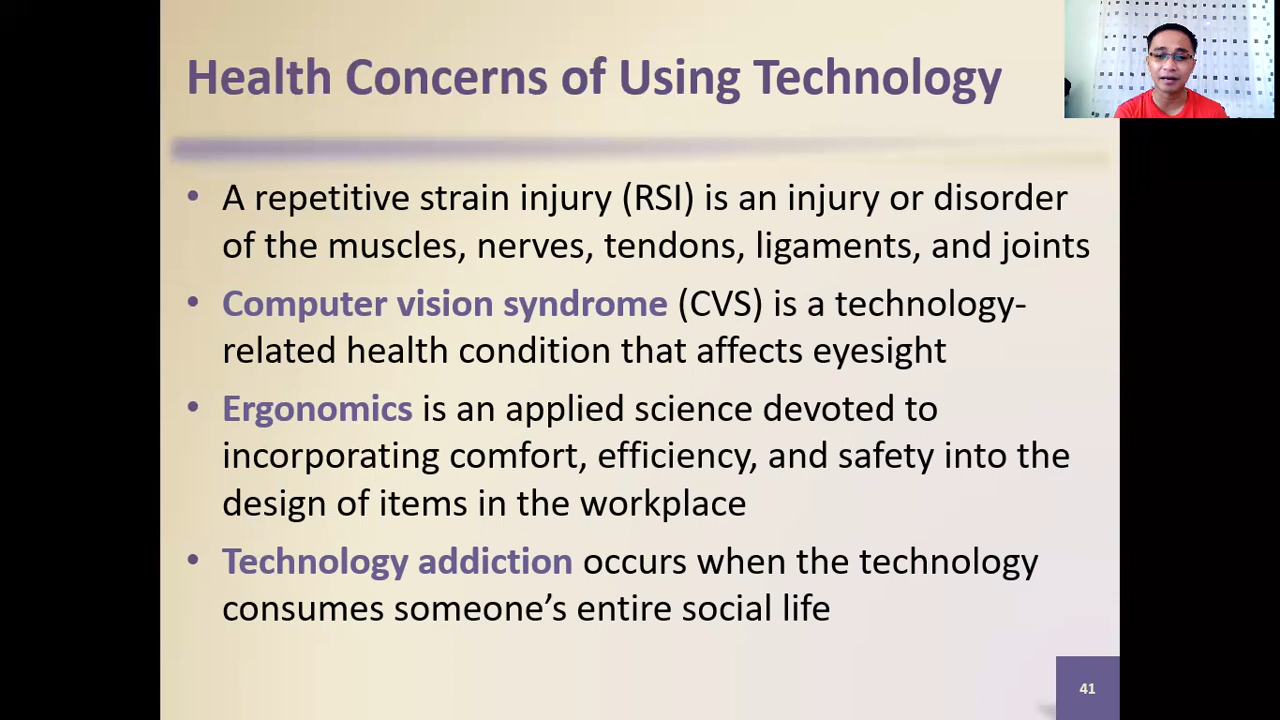 Health Concerns of Using Technology
• A repetitive strain injury (RSI) is an injury or disorder
of the muscles, nerves, tendons, ligaments, and joints
• Computer vision syndrome (CVS) is a technology-
related health condition that affects eyesight
• Ergonomics is an applied science devoted to
incorporating comfort, efficiency, and safety into the
design of items in the workplace
• Technology addiction occurs when the technology
consumes someone’s entire social life
41